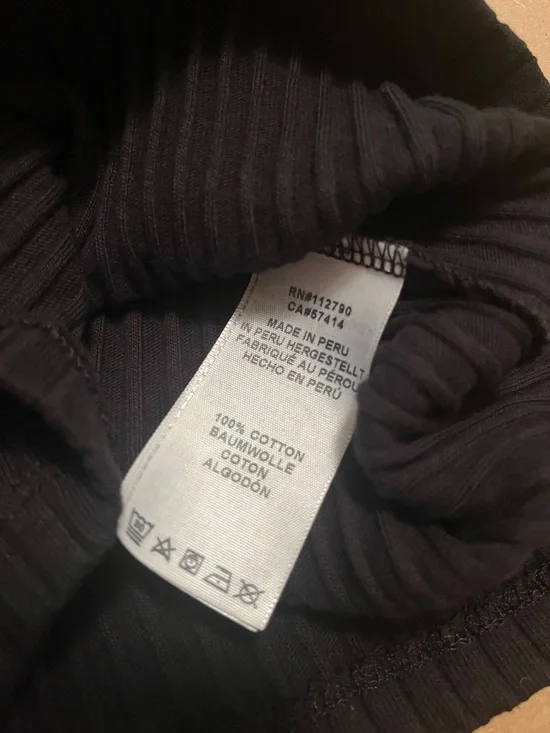 RN#112790
CA#57414
MADE IN PERU
IN PERU HERGESTELLT
FABRIQUÉ AU PÉROU
HECHO EN PERÚ
100% COTTON
BAUMWOLLE
COTON
ALGODÓN